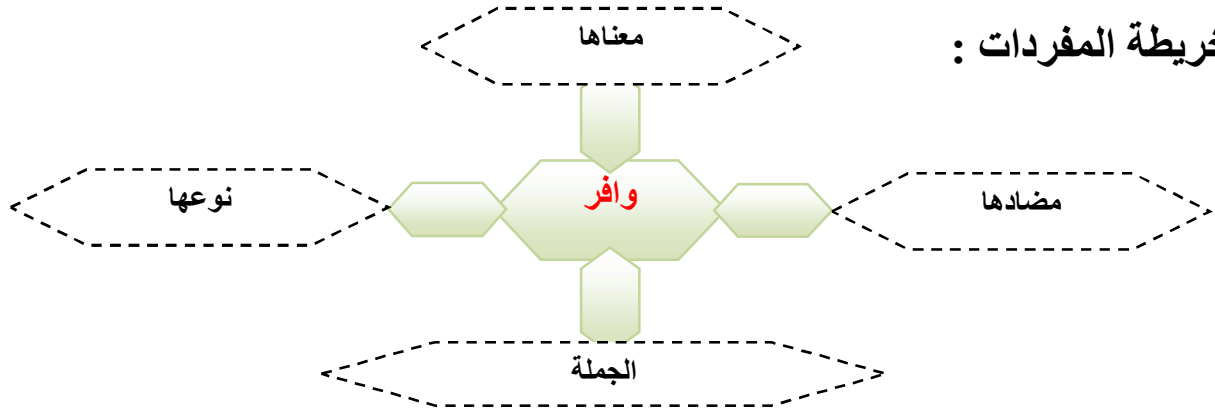 خريطة المفردات :
معناها
مضادها
وافر
نوعها
الجملة